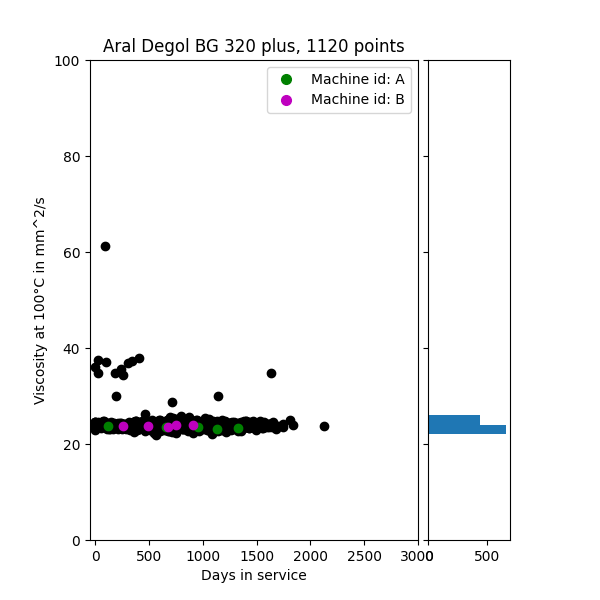 Aral Degol BG 320 plus, 1120 points
Machine id: A
Machine id: B
Viscosity at 100°C in mm^2/s
100
80
60
40
20
0
0 500 1000 1500 2000 2500 3000
0 500
Days in service